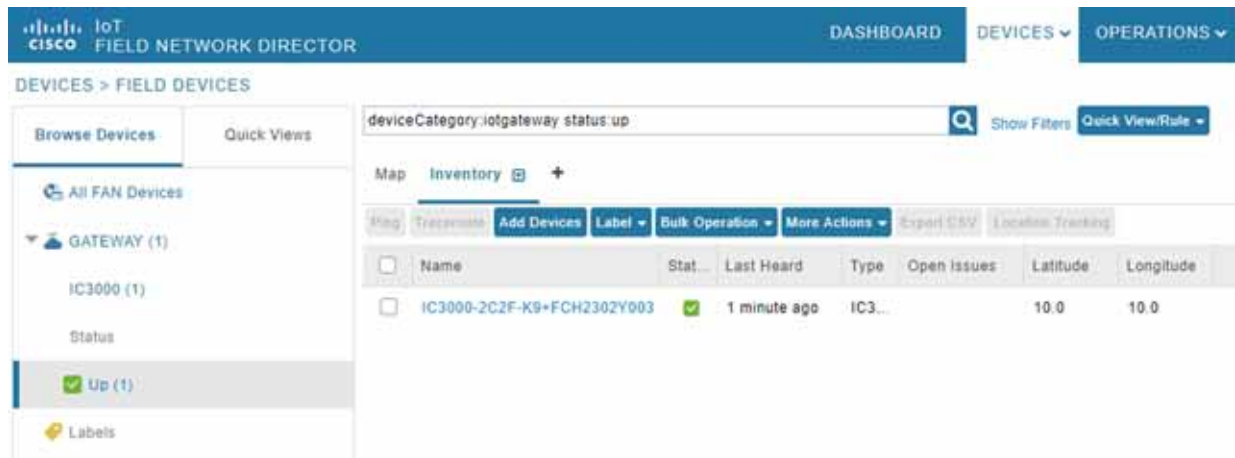 cisco IoT
FIELD NETWORK DIRECTOR
DASHBOARD DEVICES OPERATIONS
DEVICES > FIELD DEVICES
Browse Devices Quick Views
deviceCategory:iotgateway status:up
Show Filters Quick View/Rule
All FAN Devices
Map Inventory +
Ping Traceroute Add Devices Label Bulk Operation More Actions Export CSV Location Tracking
GATEWAY (1)
Name Stat... Last Heard Type Open Issues Latitude Longitude
IC3000 (1)
IC3000-2C2F-K9+FCH2302Y003 1 minute ago IC3... 10.0 10.0
Status
Up (1)
Labels